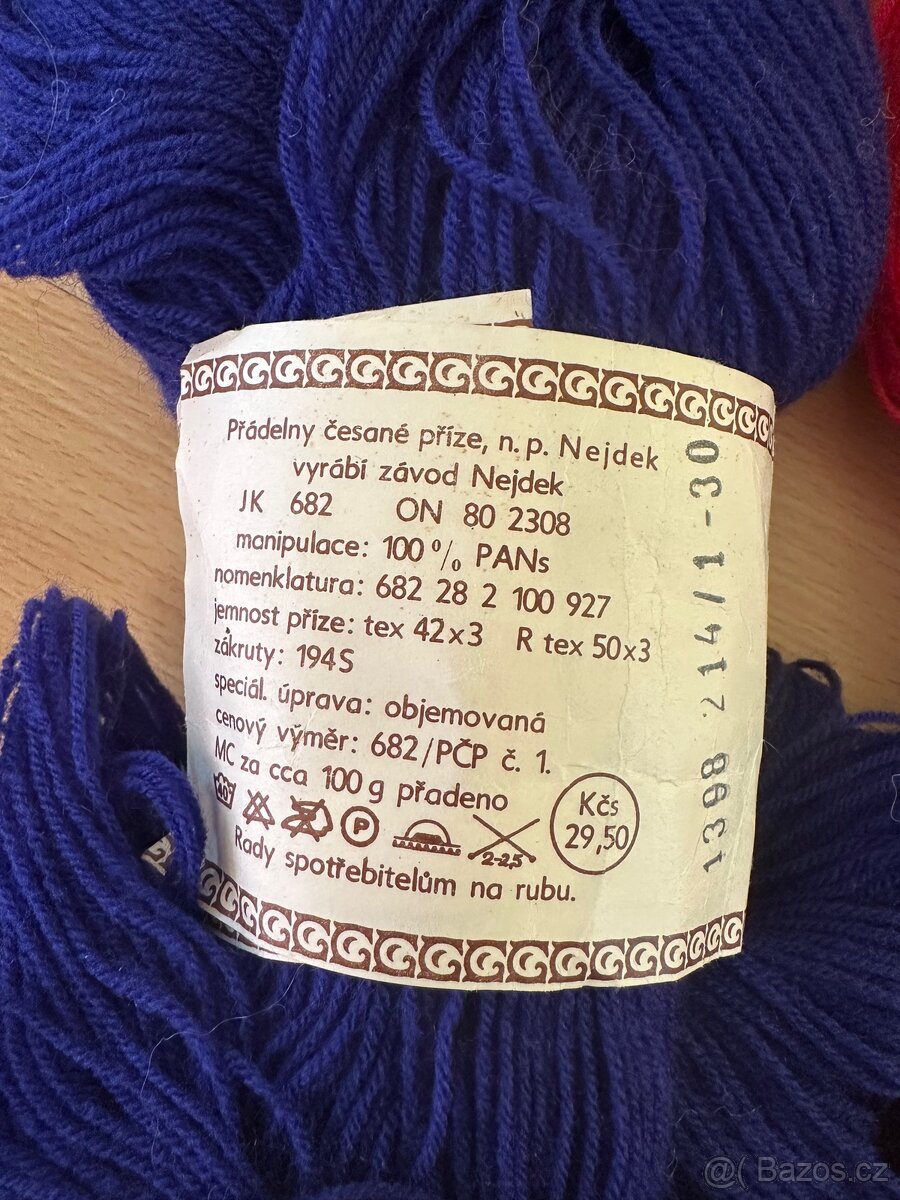 Přádelny česané příze, n. p. Nejdek
vyrábí závod Nejdek
JK 682 ON 80 2308
manipulace: 100 % PANs
nomenklatura: 682 28 2 100 927
jemnost příze: tex 42x3 R tex 50x3
zákruty: 194S
speciál. úprava: objemovaná
cenový výměr: 682/PČP č. 1.
MC za cca 100 g přadeno
Kčs
29,50
40 P 2-2,5
Rady spotřebitelům na rubu.
1398 214/1-30
@( Bazos.cz